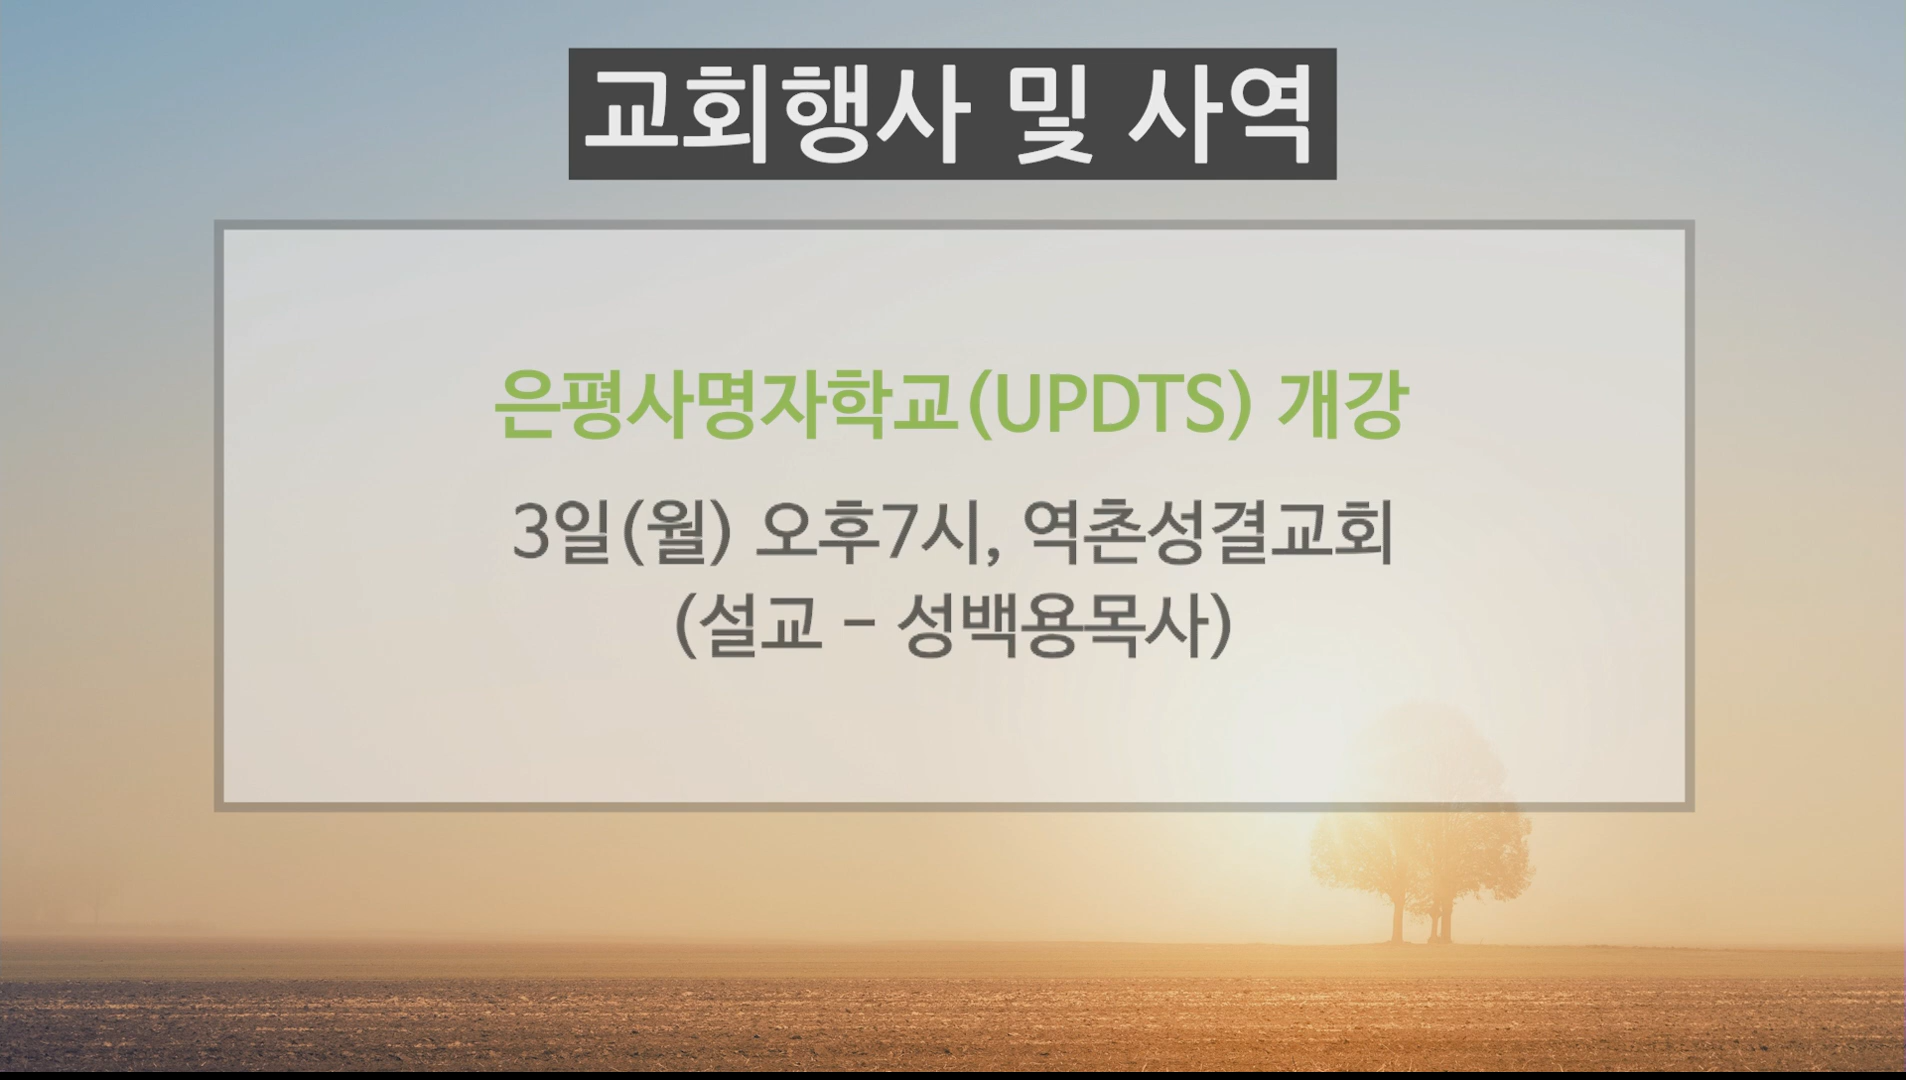 교회행사 및 사역
은평사명자학교(UPDTS) 개강
3일(월) 오후7시, 역촌성결교회
(설교 - 성백용목사)